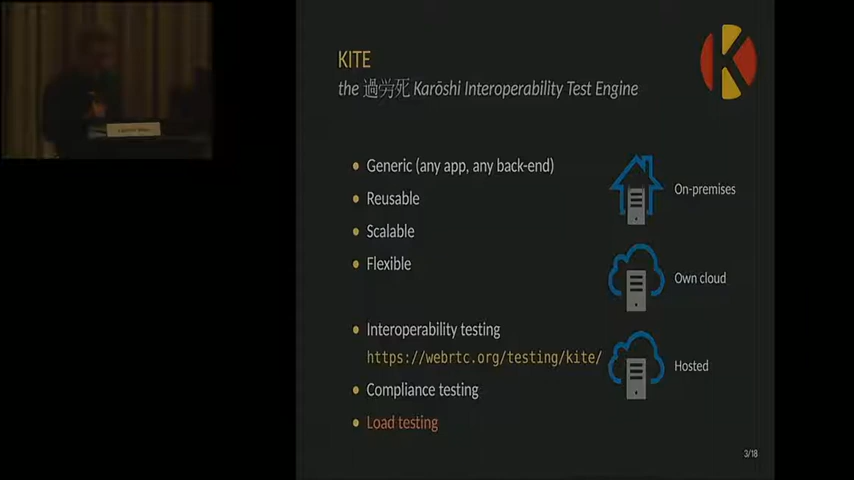 KITE
the 過労死 Karōshi Interoperability Test Engine
Generic (any app, any back-end)
Reusable
Scalable
Flexible
Interoperability testing
https://webrtc.org/testing/kite/
Compliance testing
Load testing
On-premises
Own cloud
Hosted
3/18